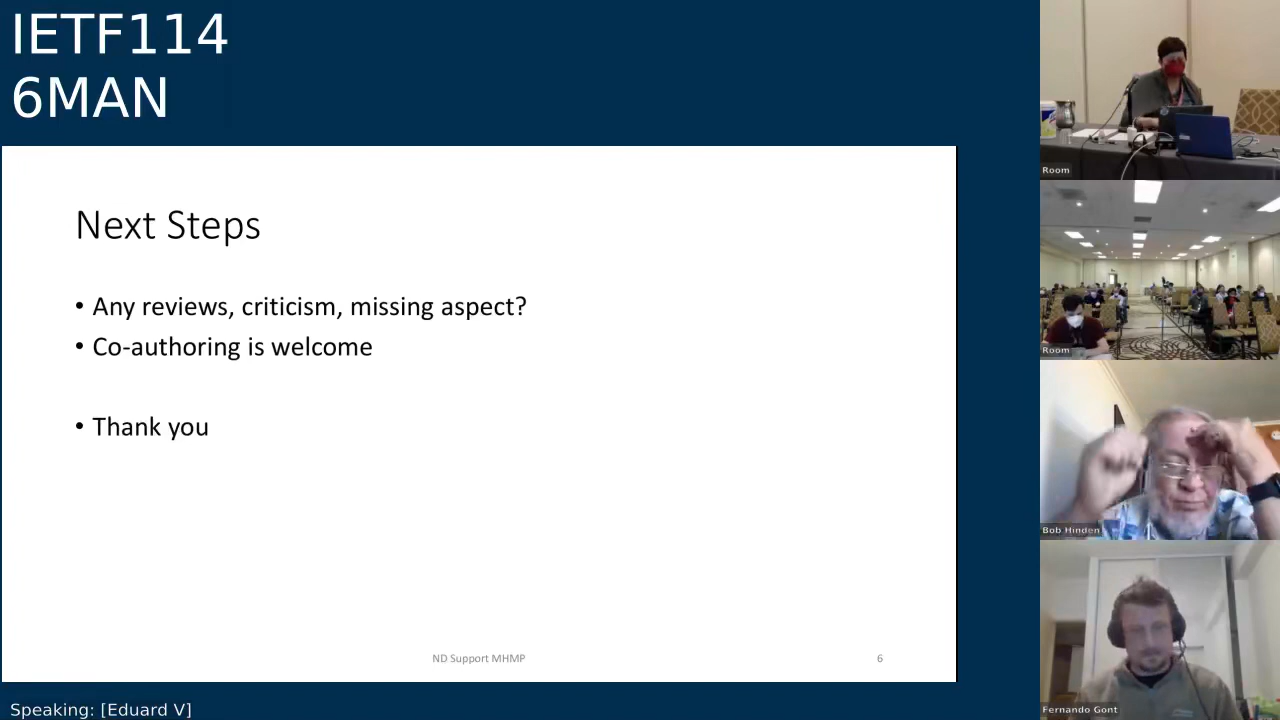 IETF114
6MAN
Next Steps
• Any reviews, criticism, missing aspect?
• Co-authoring is welcome
• Thank you
ND Support MHMP
6
Speaking: [Eduard V]
Room
Room
Bob Hinden
Fernando Gont